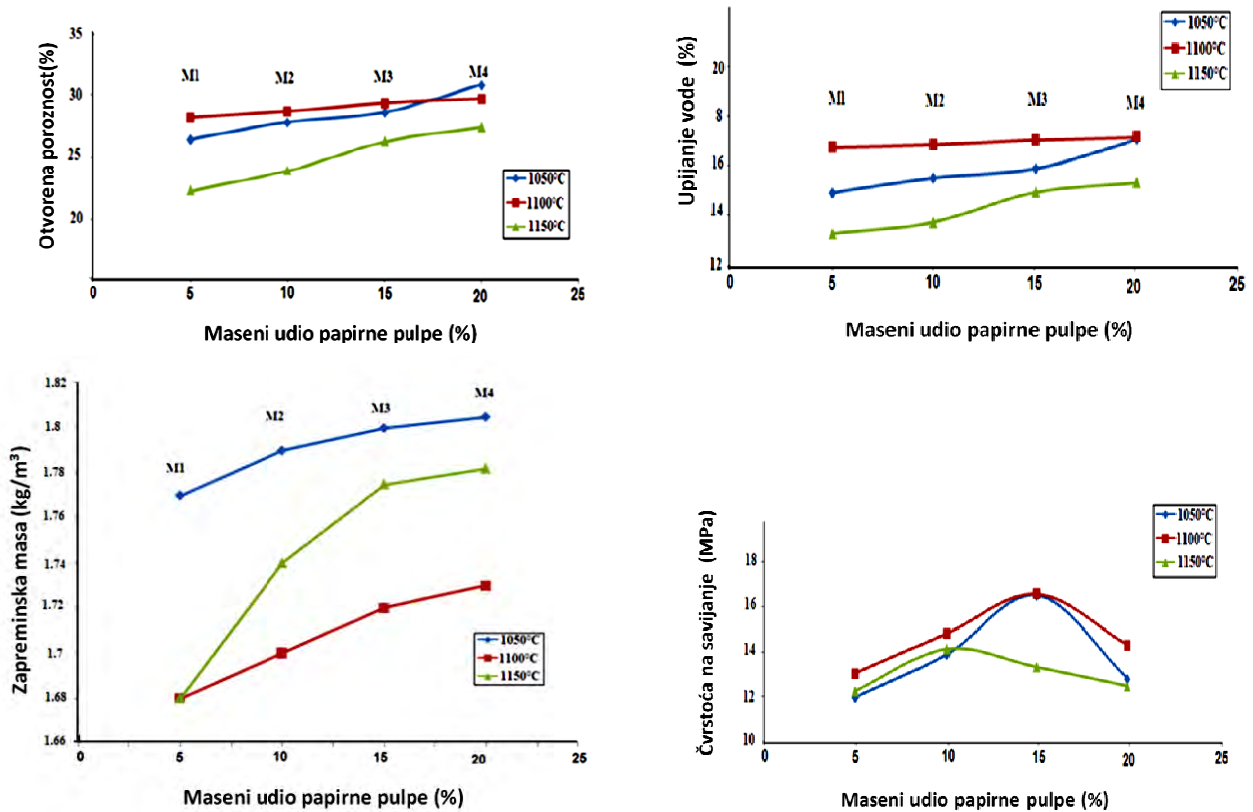 Otvorena poroznost(%)
35
30
25
20
M1
M2
M3
M4
1050°C
1100°C
1150°C
0
5
10
15
20
25
Maseni udio papirne pulpe (%)
Upijanje vode (%)
20
18
16
14
12
M1
M2
M3
M4
1050°C
1100°C
1150°C
0
5
10
15
20
25
Maseni udio papirne pulpe (%)
Zapreminska masa (kg/m³)
1.82
1.8
1.78
1.76
1.74
1.72
1.7
1.68
1.66
M1
M2
M3
M4
1050°C
1100°C
1150°C
0
5
10
15
20
25
Maseni udio papirne pulpe (%)
Čvrstoća na savijanje (MPa)
18
16
14
12
10
1050°C
1100°C
1150°C
0
5
10
15
20
25
Maseni udio papirne pulpe (%)